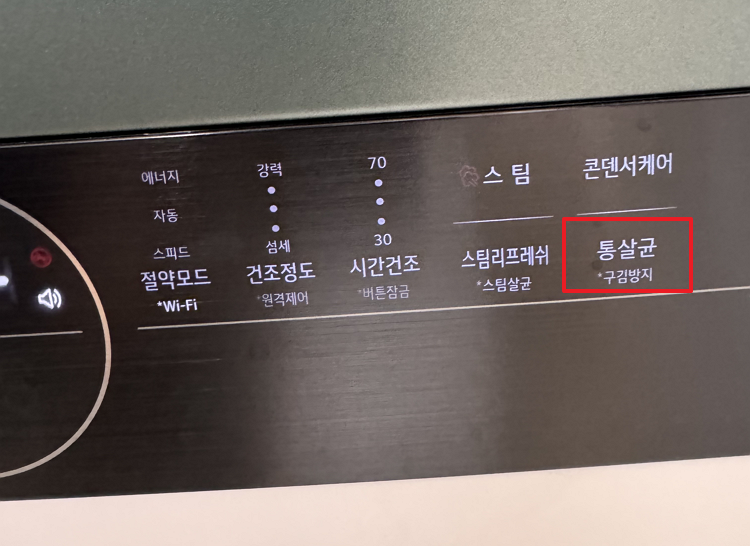 에너지
자동
스피드
절약모드
*Wi-Fi
강력
섬세
건조정도
*원격제어
70
30
시간건조
*버튼잠금
스팀
스팀리프레쉬
*스팀살균
콘덴서케어
통살균
*구김방지